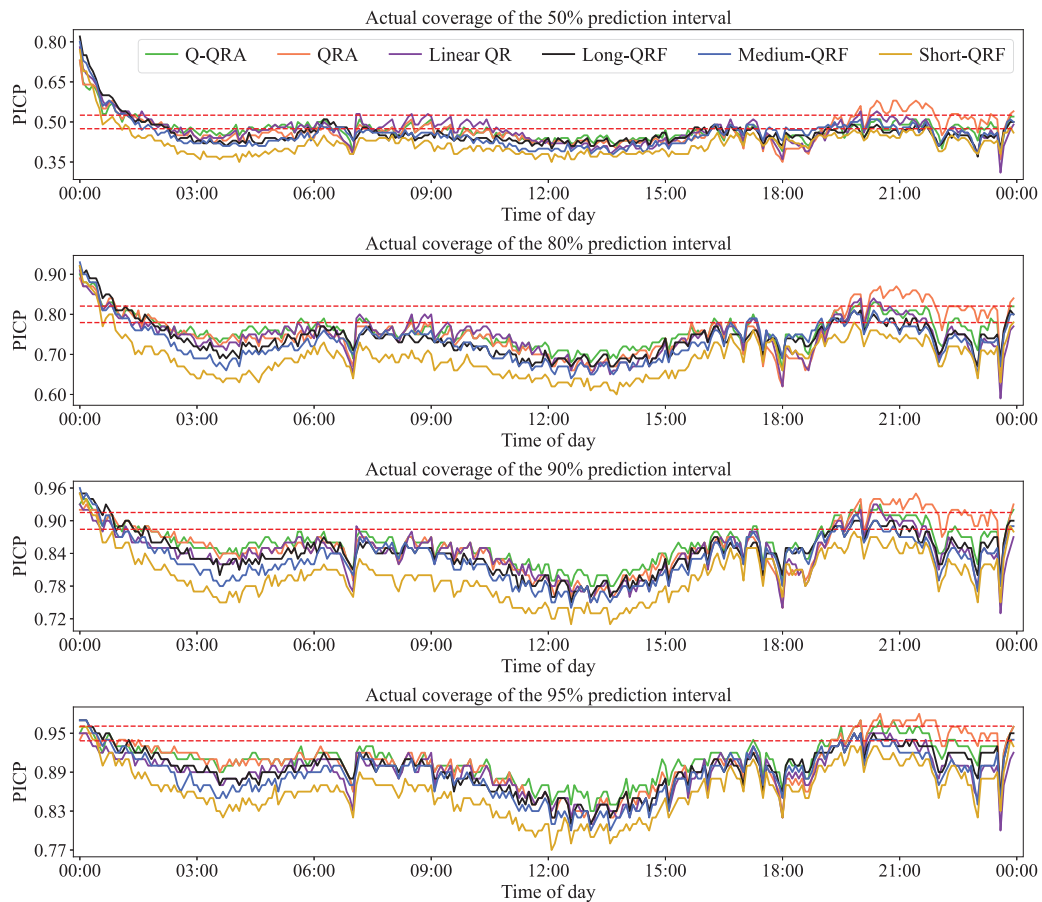 Actual coverage of the 50% prediction interval
Q-QRA QRA Linear QR Long-QRF Medium-QRF Short-QRF
PICP
0.80
0.65
0.50
0.35
00:00 03:00 06:00 09:00 12:00 15:00 18:00 21:00 00:00
Time of day
Actual coverage of the 80% prediction interval
PICP
0.90
0.80
0.70
0.60
00:00 03:00 06:00 09:00 12:00 15:00 18:00 21:00 00:00
Time of day
Actual coverage of the 90% prediction interval
PICP
0.96
0.90
0.84
0.78
0.72
00:00 03:00 06:00 09:00 12:00 15:00 18:00 21:00 00:00
Time of day
Actual coverage of the 95% prediction interval
PICP
0.95
0.89
0.83
0.77
00:00 03:00 06:00 09:00 12:00 15:00 18:00 21:00 00:00
Time of day